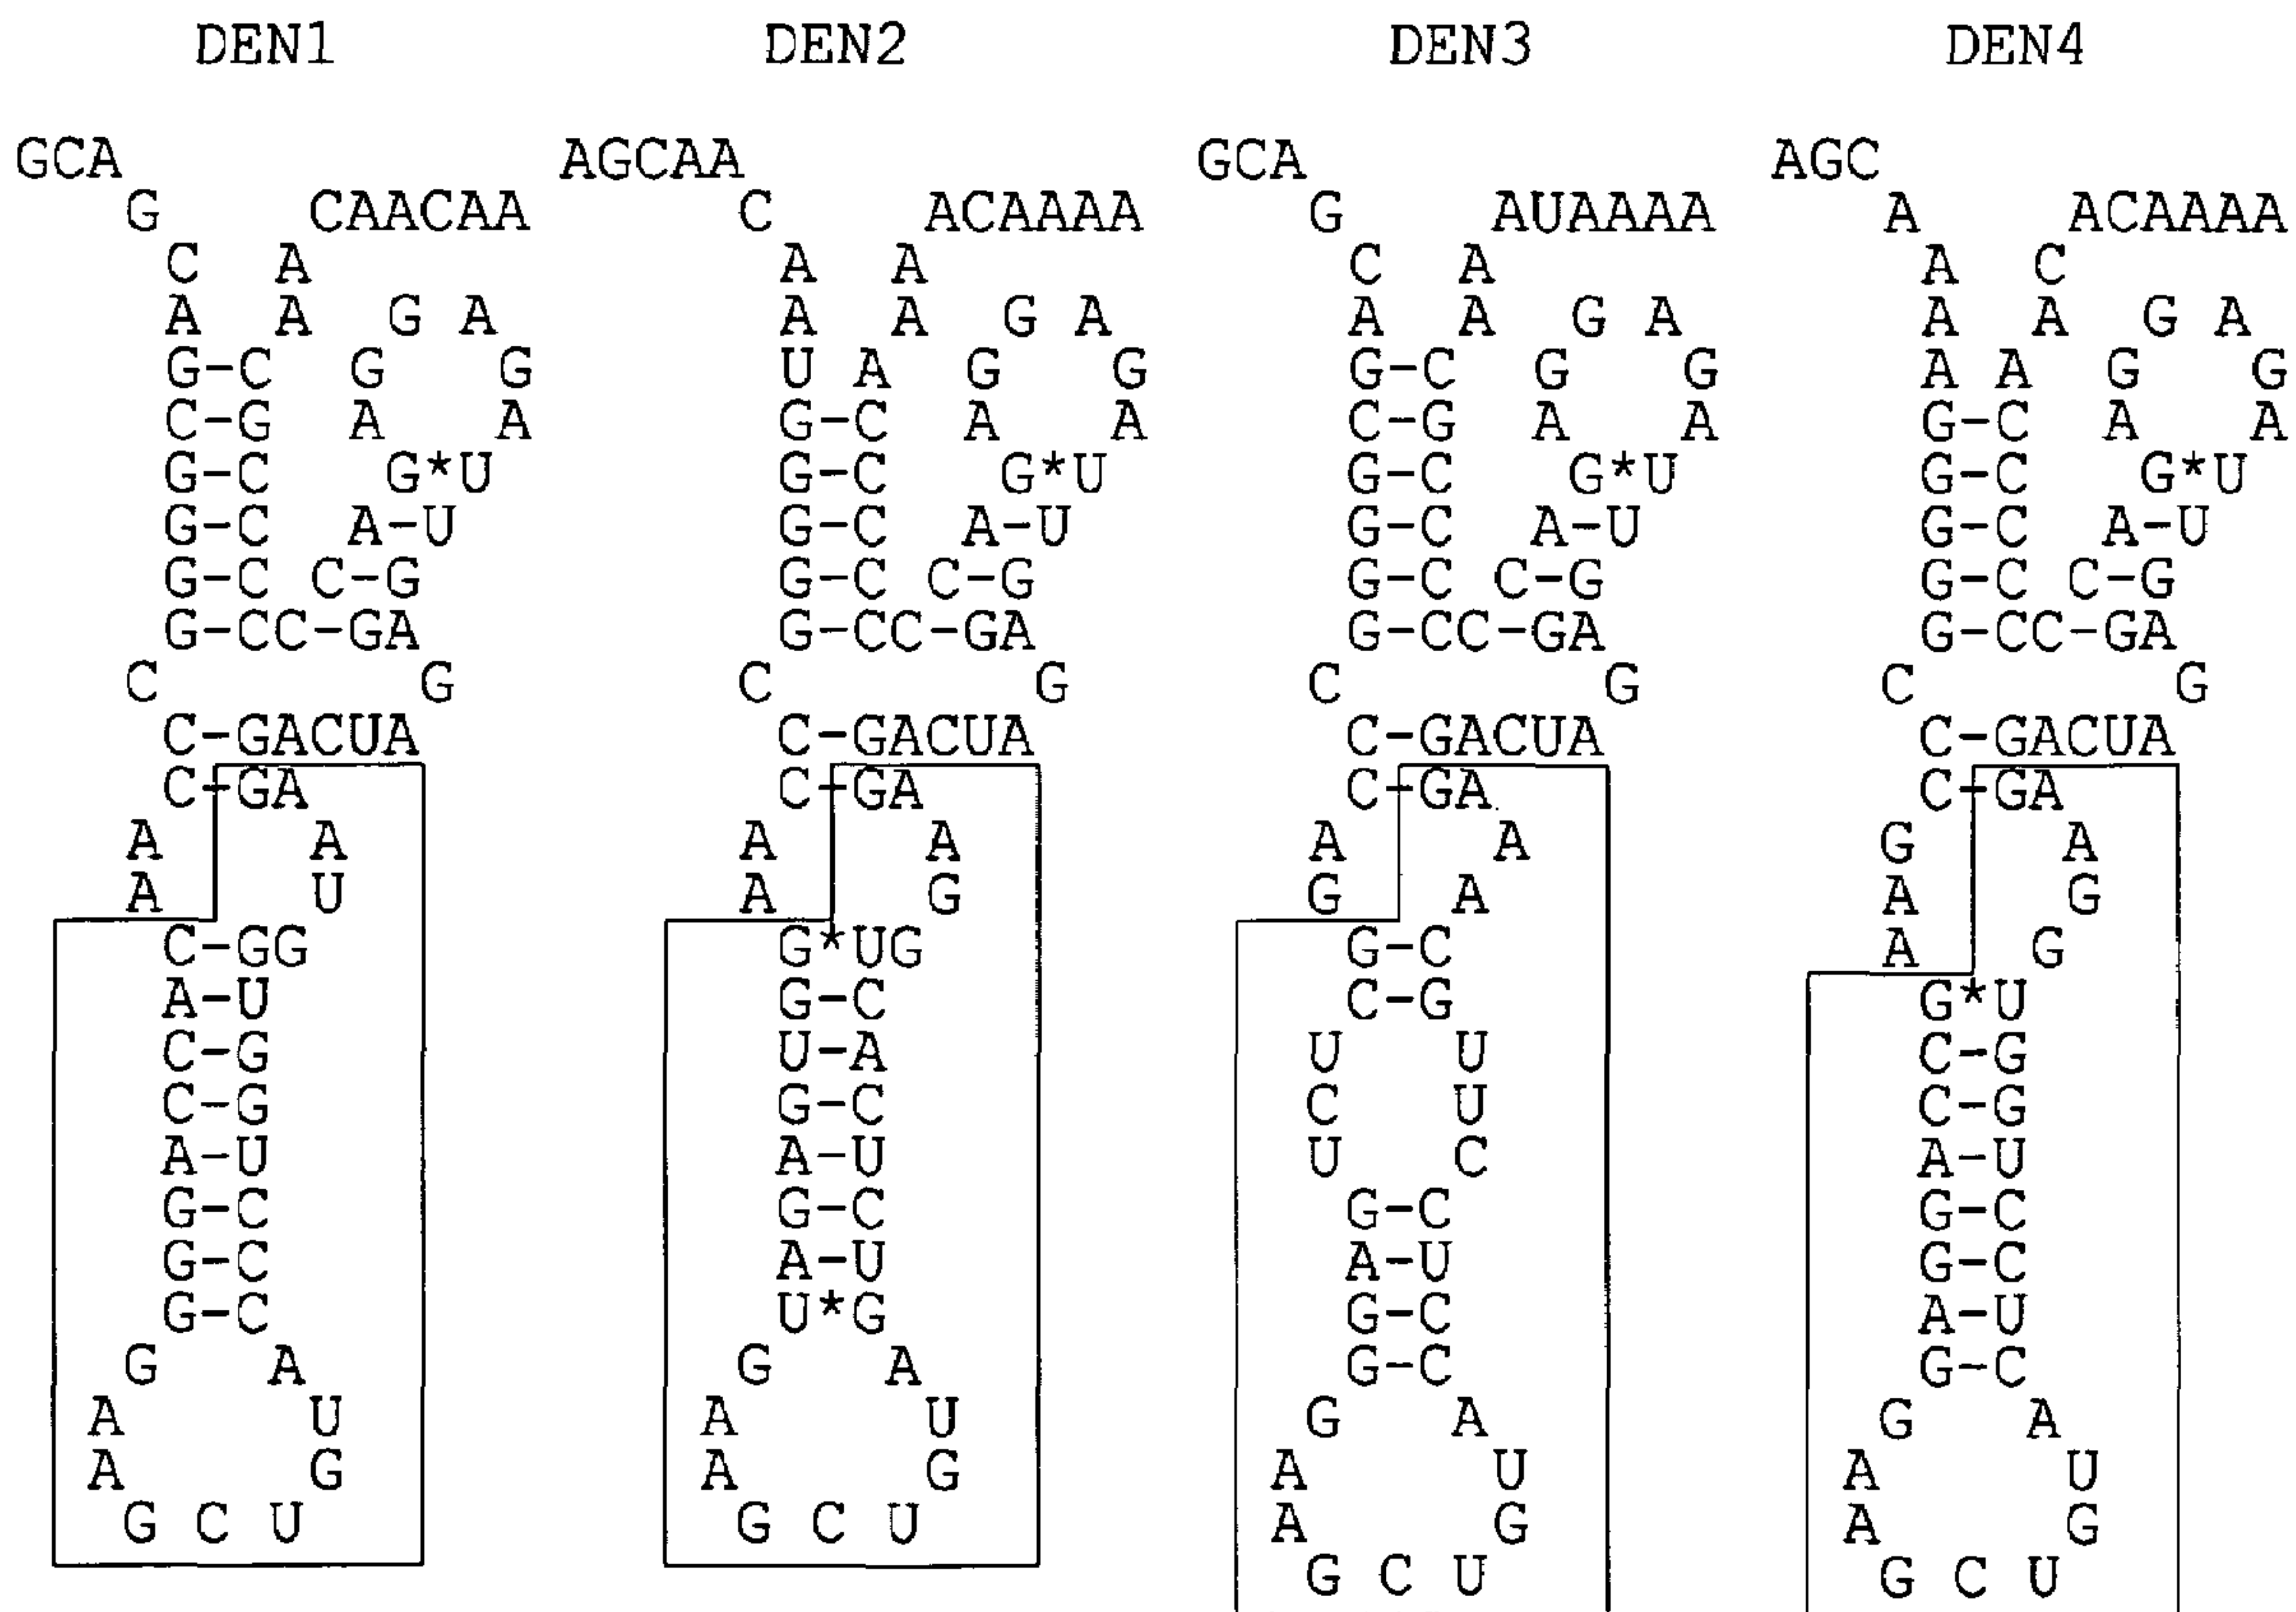 DEN1 DEN2 DEN3 DEN4
GCA AGCAA GCA AGC
G CAACAA C ACAAAA G AUAAAA A ACAAAA
C A A A C A A C
A A G A A A G A A A G A A A G A
G-C G G U A G G G-C G G A A G G
C-G A A G-C A A C-G A A G-C A A
G-C G*U G-C G*U G-C G*U G-C G*U
G-C A-U G-C A-U G-C A-U G-C A-U
G-C C-G G-C C-G G-C C-G G-C C-G
G-CC-GA G-CC-GA G-CC-GA G-CC-GA
C G C G C G C G
C-GACUA C-GACUA C-GACUA C-GACUA
C-GA C-GA C-GA C-GA
A A A A A A G A
A U A G G A A G
C-GG G*UG G-C A G
A-U G-C C-G G*U
C-G U-A U U C-G
C-G G-C C U C-G
A-U A-U U C A-U
G-C G-C G-C G-C
G-C A-U A-U G-C
G-C U*G G-C A-U
G A G A G-C G-C
A U A U G A G A
A G A G A U A U
G C U G C U A G A G
G C U G C U